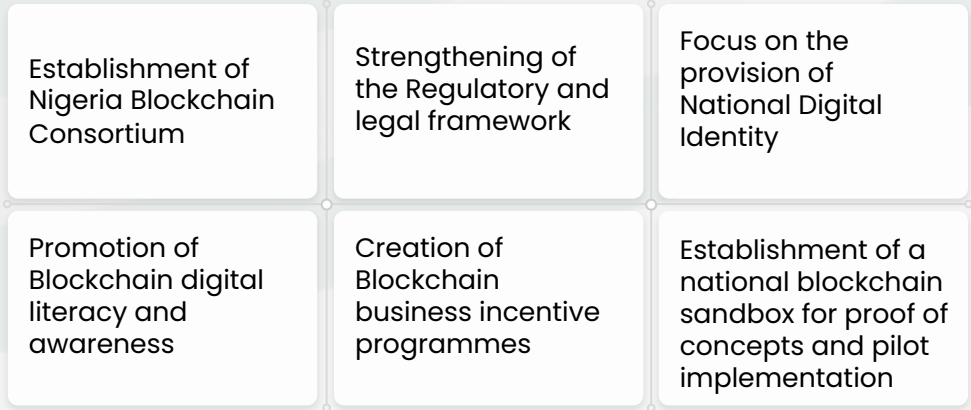 Establishment of
Nigeria Blockchain
Consortium
Strengthening of
the Regulatory and
legal framework
Focus on the
provision of
National Digital
Identity
Promotion of
Blockchain digital
literacy and
awareness
Creation of
Blockchain
business incentive
programmes
Establishment of a
national blockchain
sandbox for proof of
concepts and pilot
implementation